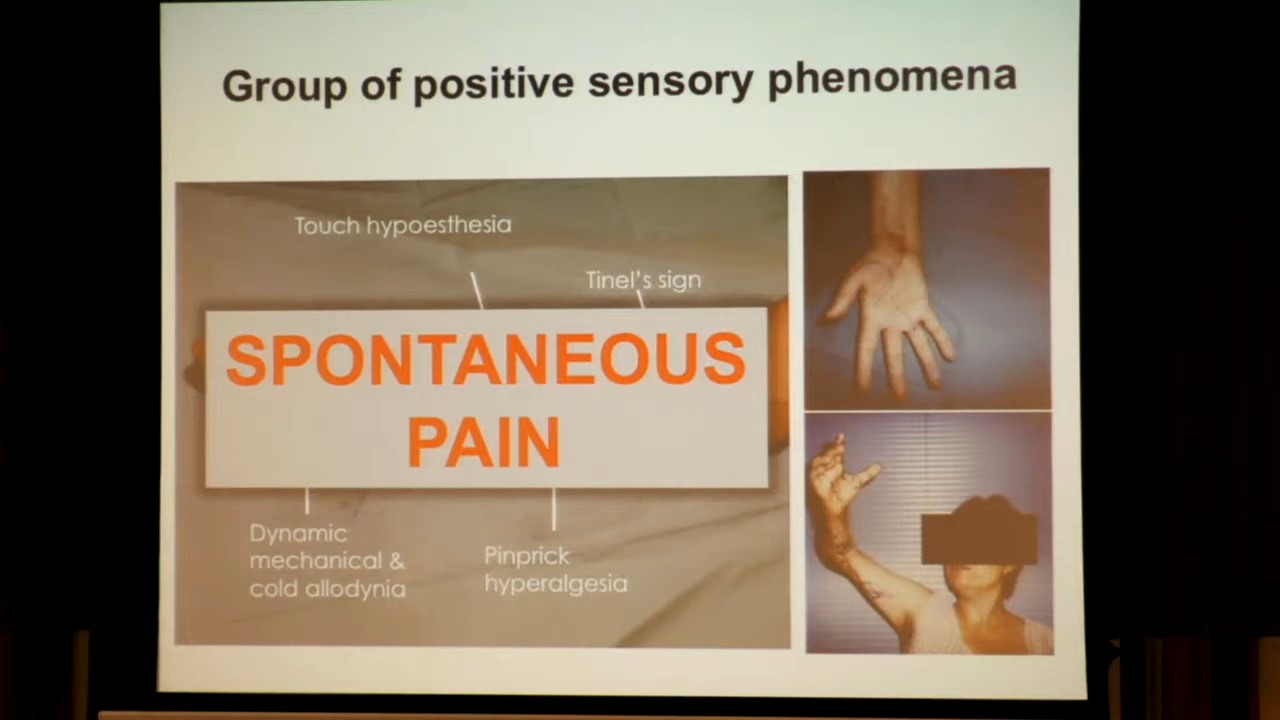 Group of positive sensory phenomena
Touch hypoesthesia
Tinel's sign
SPONTANEOUS
PAIN
Dynamic
mechanical &
cold allodynia
Pinprick
hyperalgesia